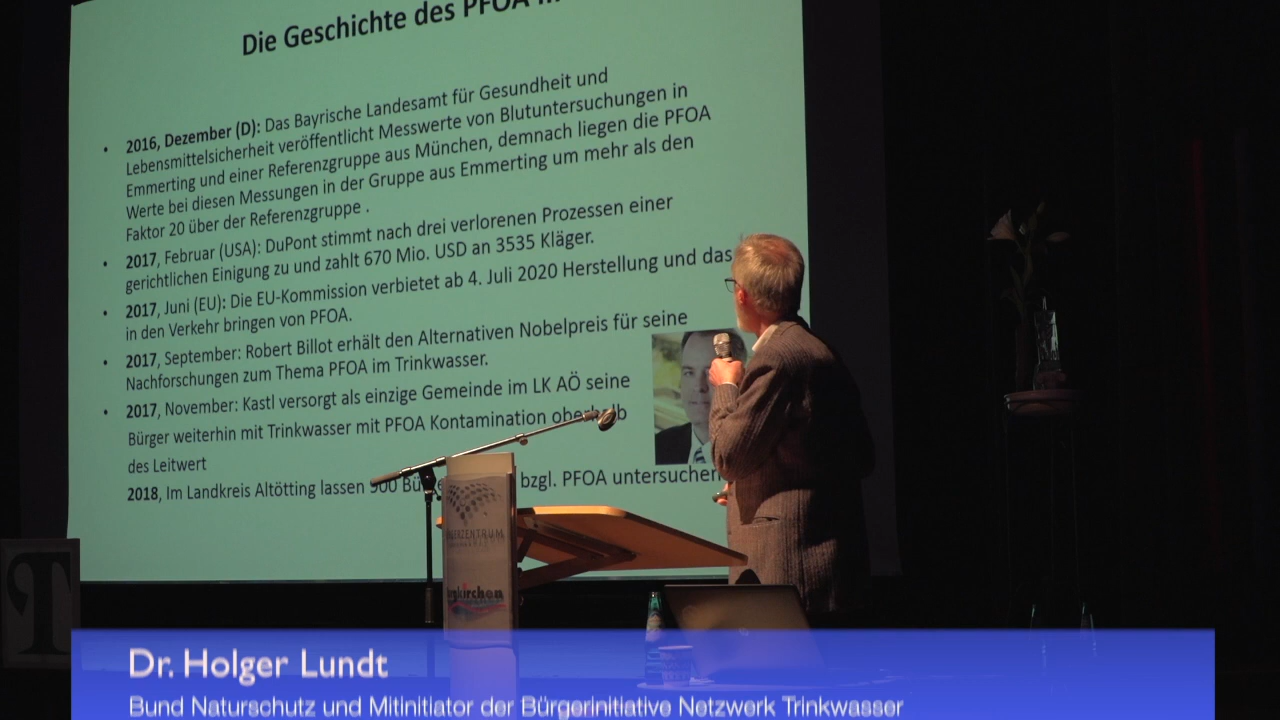 Die Geschichte des PFOA
2016, Dezember (D): Das Bayrische Landesamt für Gesundheit und
Lebensmittelsicherheit veröffentlicht Messwerte von Blutuntersuchungen in
Emmerting und einer Referenzgruppe aus München, demnach liegen die PFOA
Werte bei diesen Messungen in der Gruppe aus Emmerting um mehr als den
Faktor 20 über der Referenzgruppe .
2017, Februar (USA): DuPont stimmt nach drei verlorenen Prozessen einer
gerichtlichen Einigung zu und zahlt 670 Mio. USD an 3535 Kläger.
2017, Juni (EU): Die EU-Kommission verbietet ab 4. Juli 2020 Herstellung und das
in den Verkehr bringen von PFOA.
2017, September: Robert Billot erhält den Alternativen Nobelpreis für seine
Nachforschungen zum Thema PFOA im Trinkwasser.
2017, November: Kastl versorgt als einzige Gemeinde im LK AÖ seine
Bürger weiterhin mit Trinkwasser mit PFOA Kontamination oberhalb
des Leitwert
2018, Im Landkreis Altötting lassen 900 bzgl. PFOA untersuchen
T
Dr. Holger Lundt
Bund Naturschutz und Mitinitiator der Bürgerinitiative Netzwerk Trinkwasser